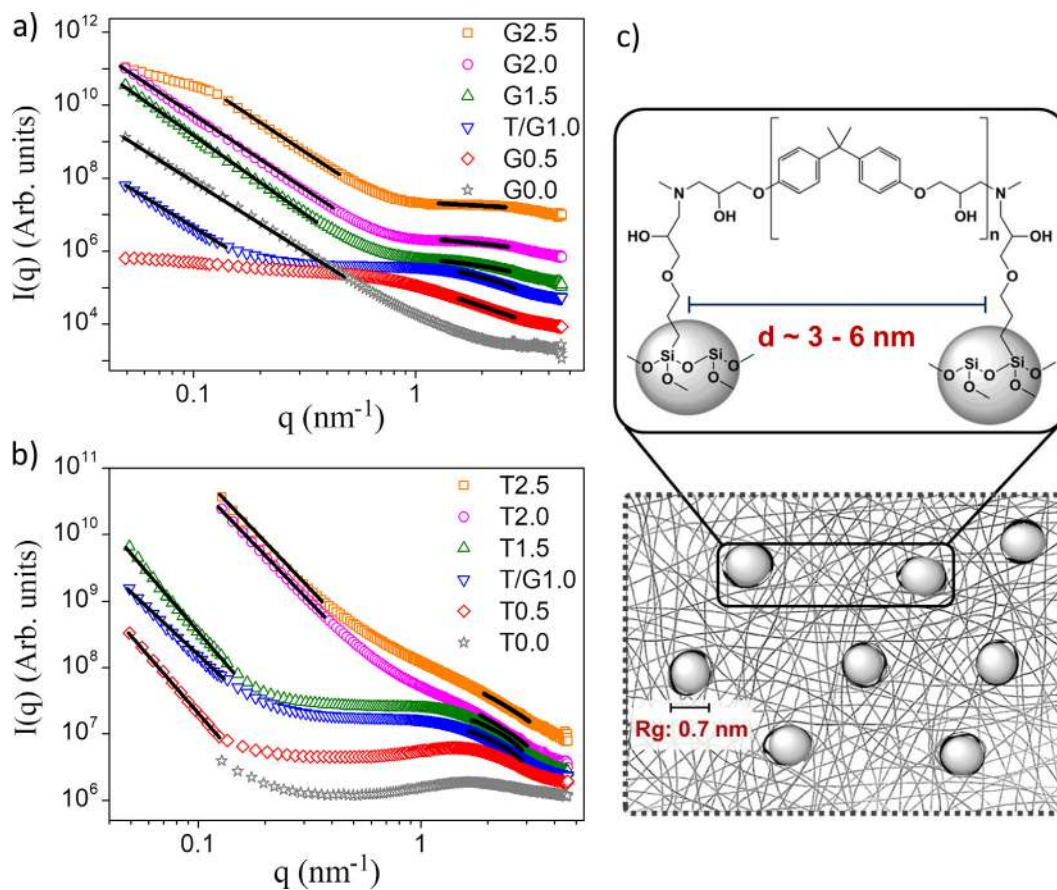 a)
10^12
10^10
10^8
10^6
10^4
I(q) (Arb. units)
G2.5
G2.0
G1.5
T/G1.0
G0.5
G0.0
0.1
1
q (nm^-1)
b)
10^11
10^10
10^9
10^8
10^7
10^6
I(q) (Arb. units)
T2.5
T2.0
T1.5
T/G1.0
T0.5
T0.0
0.1
1
q (nm^-1)
c)
N
OH
O
O
OH
n
N
HO
OH
O
O
d ~ 3 - 6 nm
Si
Si
O
O
O
O
O
Si
Si
O
O
O
O
O
Rg: 0.7 nm